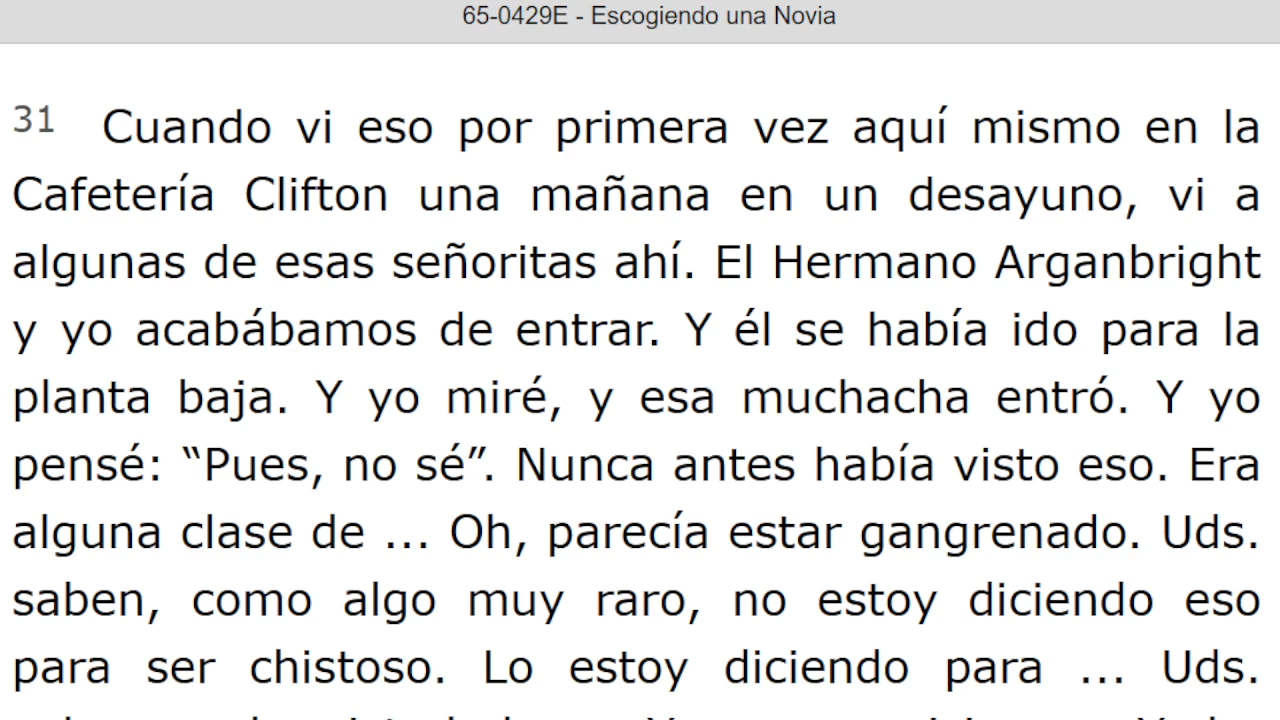 65-0429E - Escogiendo una Novia
31 Cuando vi eso por primera vez aquí mismo en la
Cafetería Clifton una mañana en un desayuno, vi a
algunas de esas señoritas ahí. El Hermano Arganbright
y yo acabábamos de entrar. Y él se había ido para la
planta baja. Y yo miré, y esa muchacha entró. Y yo
pensé: “Pues, no sé”. Nunca antes había visto eso. Era
alguna clase de ... Oh, parecía estar gangrenado. Uds.
saben, como algo muy raro, no estoy diciendo eso
para ser chistoso. Lo estoy diciendo para ... Uds.